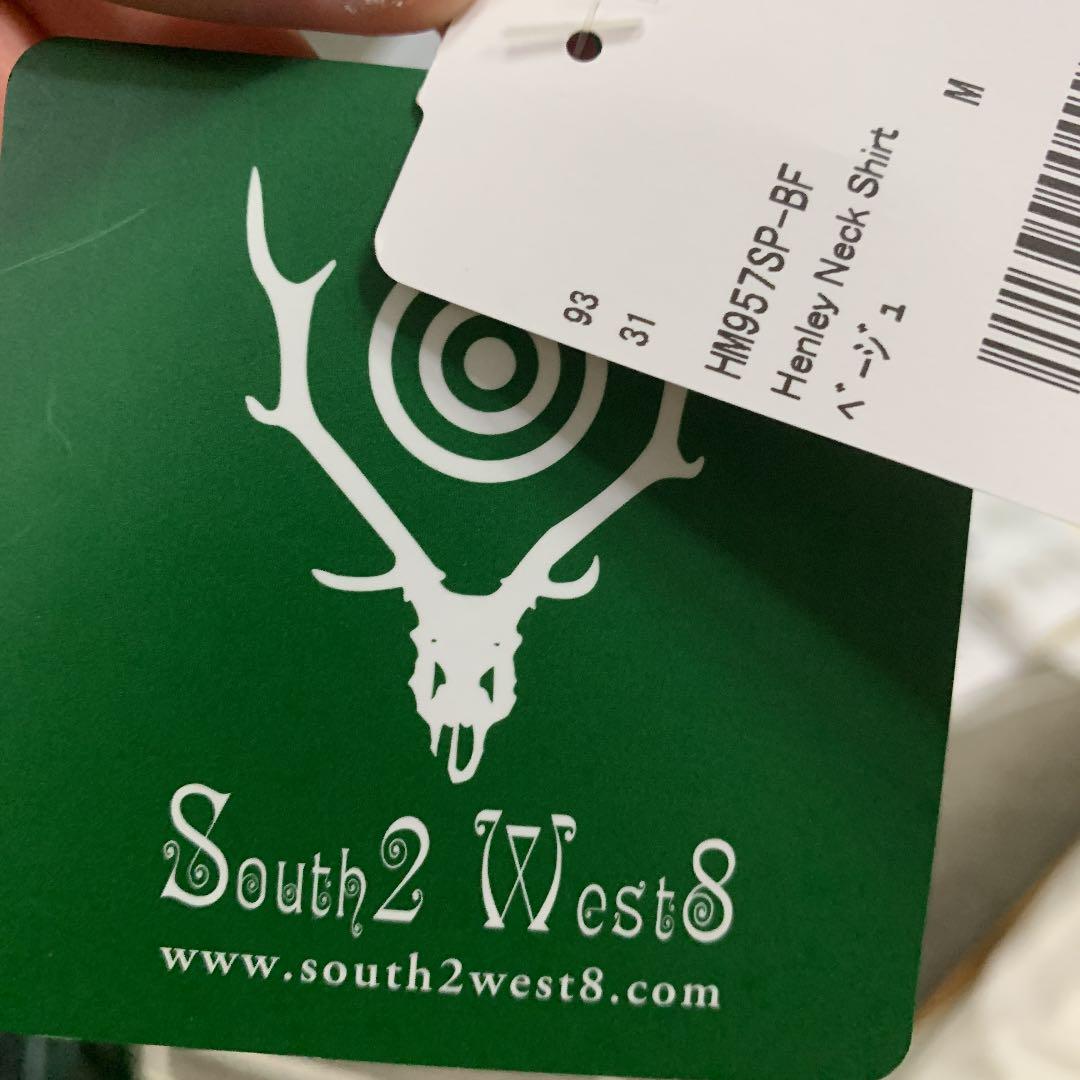 M
93
31
HM957SP-BF
Henley Neck Shirt
ベージュ
South2 West8
www.south2west8.com